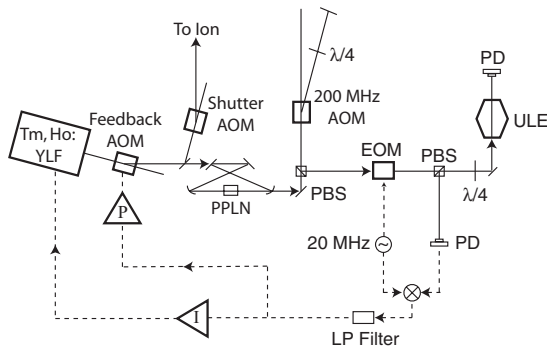 To Ion
λ/4
PD
Tm, Ho:
YLF
Feedback
AOM
Shutter
AOM
200 MHz
AOM
ULE
EOM
PBS
PBS
PPLN
λ/4
P
20 MHz
PD
I
LP Filter